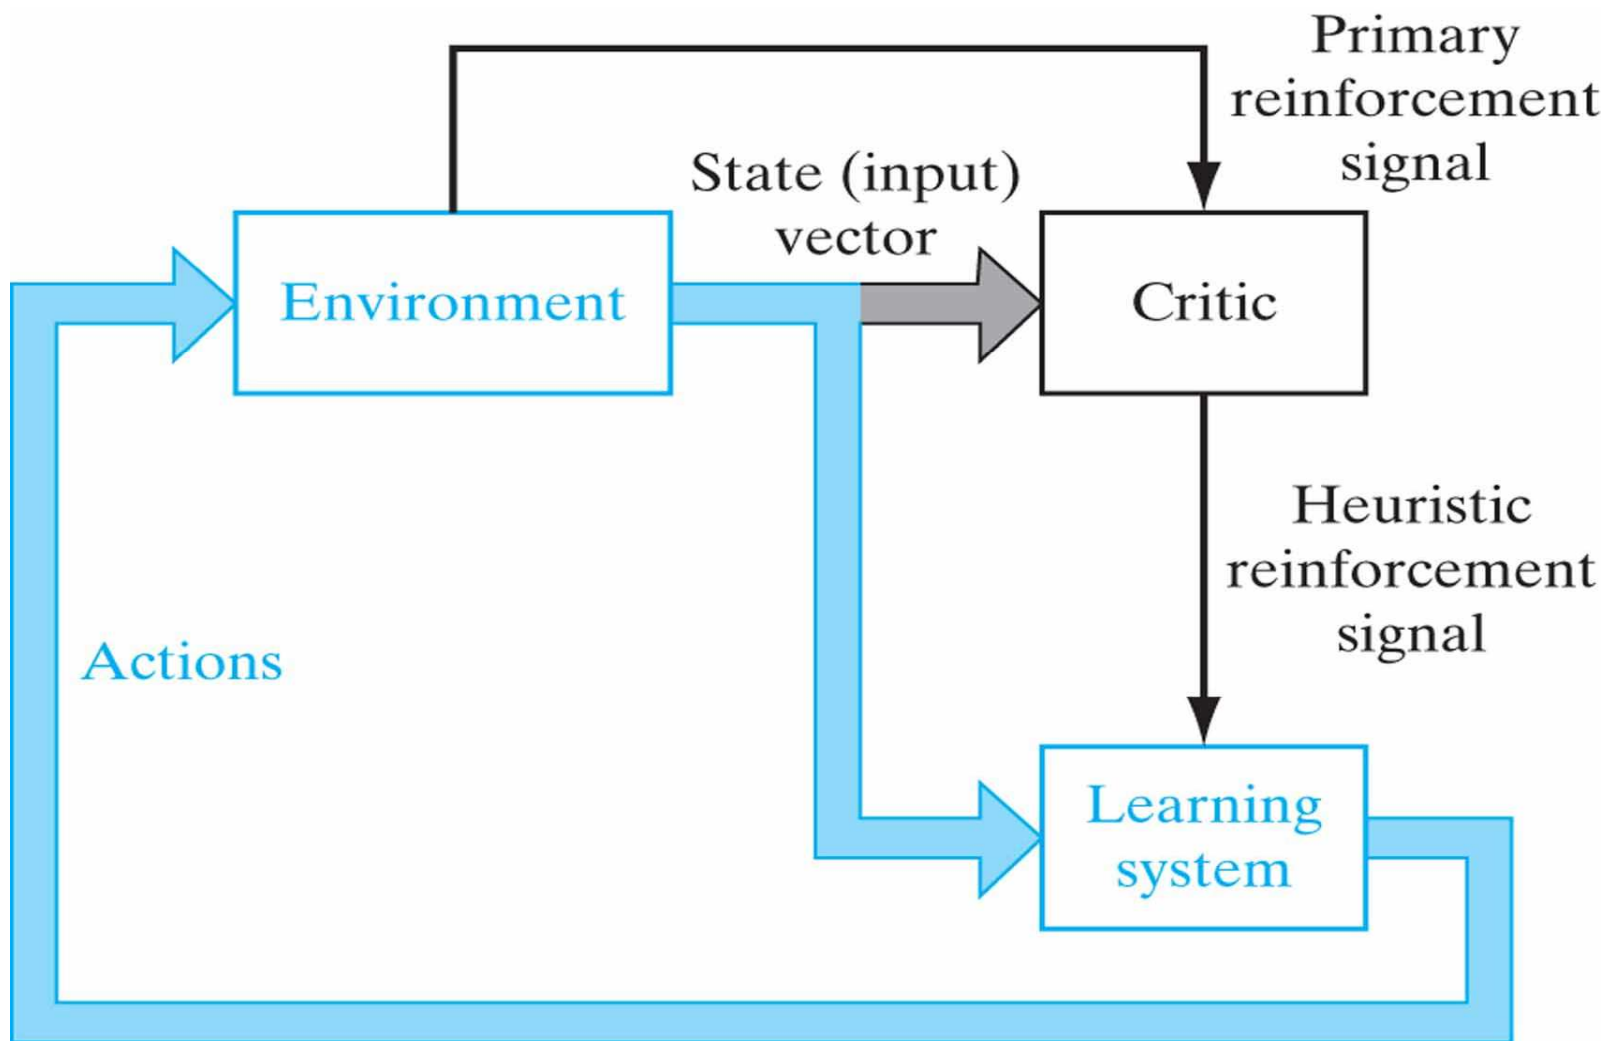 Primary
reinforcement
signal
State (input)
vector
Environment
Critic
Heuristic
reinforcement
signal
Actions
Learning
system